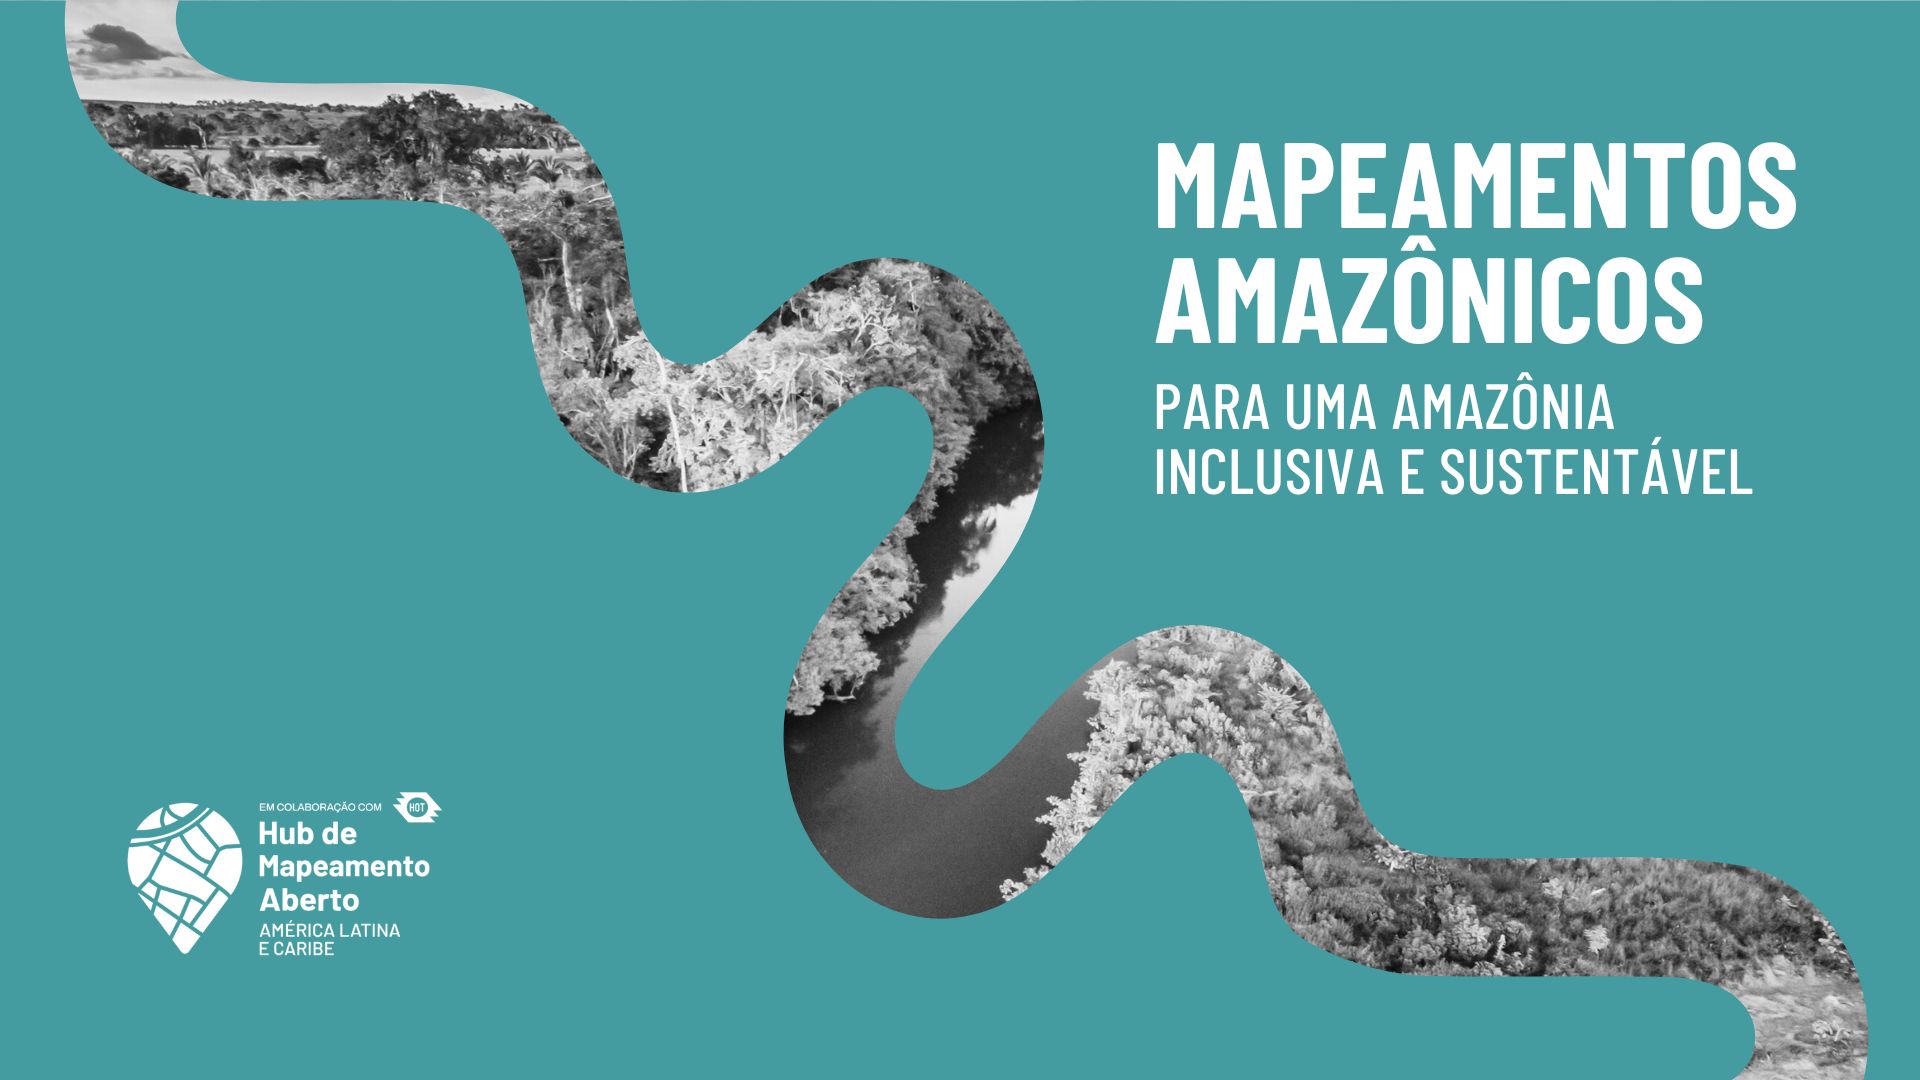 MAPEAMENTOS
AMAZÔNICOS
PARA UMA AMAZÔNIA
INCLUSIVA E SUSTENTÁVEL
EM COLABORAÇÃO COM
HOT
Hub de
Mapeamento
Aberto
AMÉRICA LATINA
E CARIBE